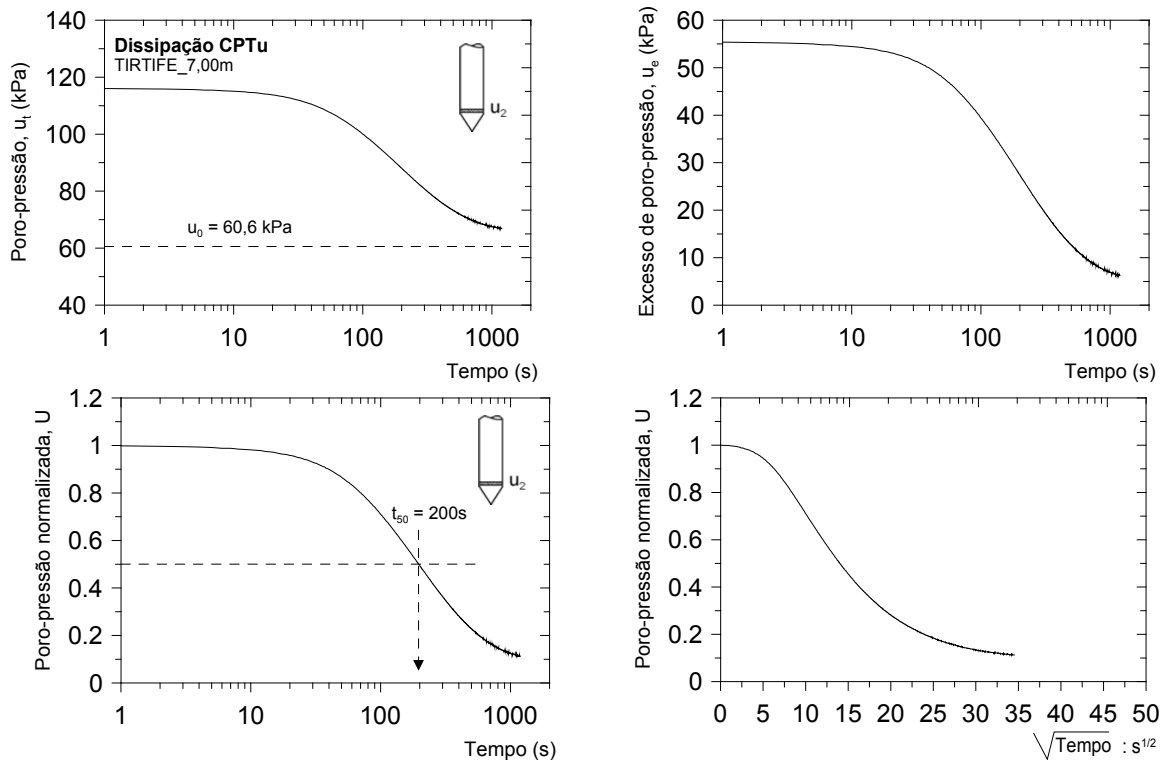 Dissipação CPTu
TIRTIFE_7,00m
u2
u0 = 60,6 kPa
Poro-pressão, ut (kPa)
140
120
100
80
60
40
1 10 100 1000
Tempo (s)
Excesso de poro-pressão, ue (kPa)
60
50
40
30
20
10
0
1 10 100 1000
Tempo (s)
Poro-pressão normalizada, U
1.2
1
0.8
0.6
0.4
0.2
0
u2
t50 = 200s
1 10 100 1000
Tempo (s)
Poro-pressão normalizada, U
1.2
1
0.8
0.6
0.4
0.2
0
0 5 10 15 20 25 30 35 40 45 50
√Tempo : s1/2